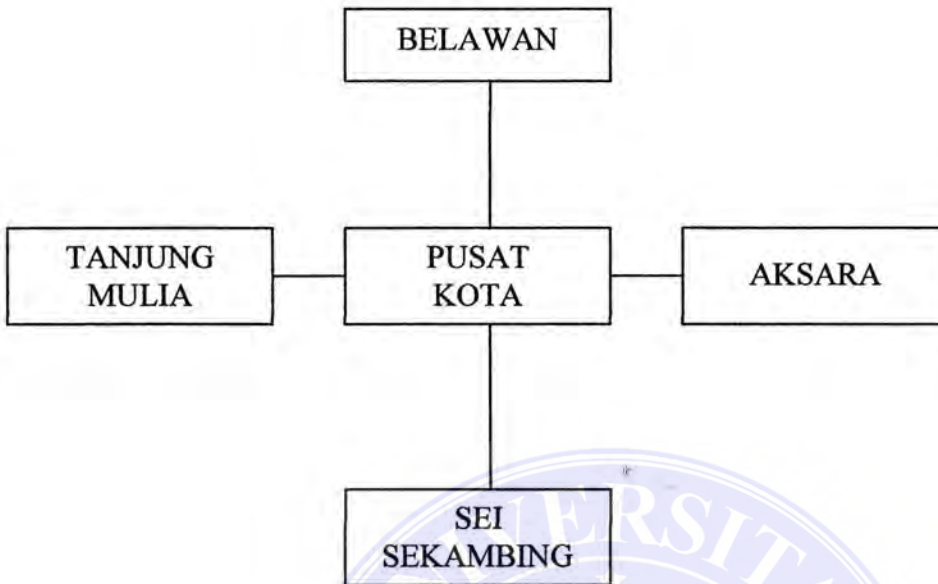 BELAWAN
TANJUNG
MULIA
PUSAT
KOTA
AKSARA
SEI
SEKAMBING